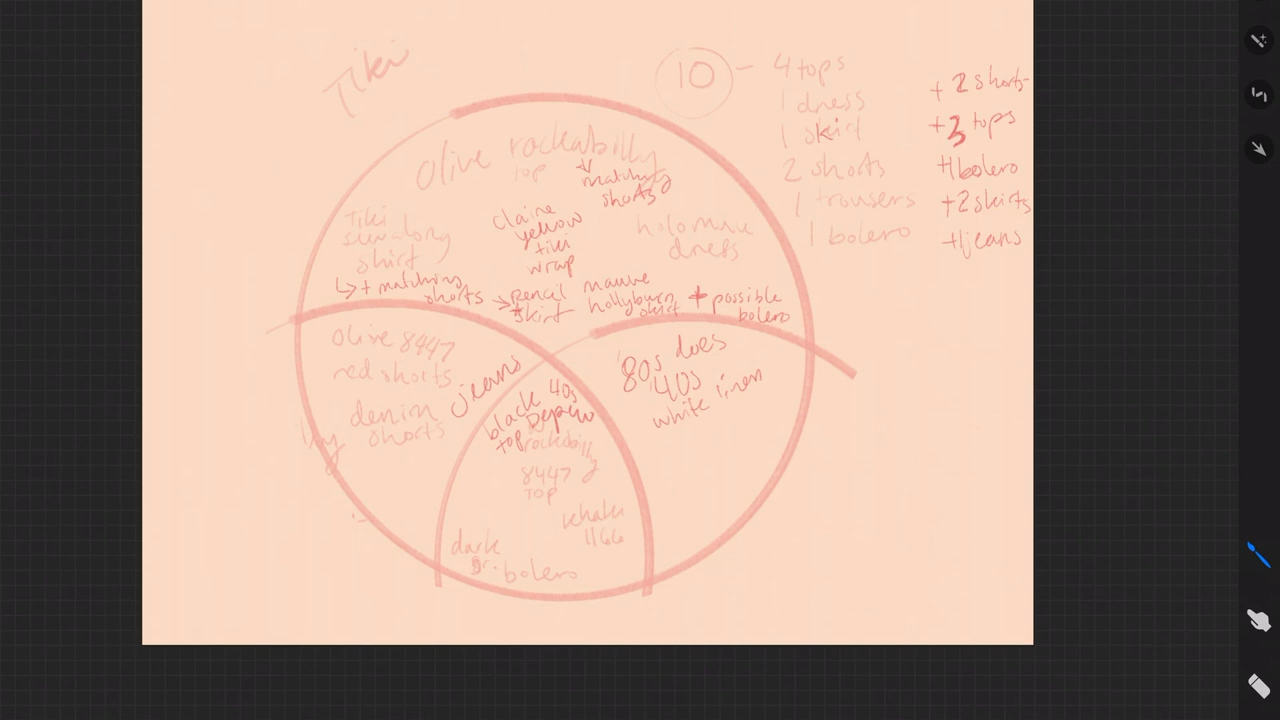 Tiki
10 - 4 tops
1 dress
1 skirt
2 shorts
1 trousers
1 bolero
+ 2 shorts
+3 tops
+1 bolero
+2 skirts
+1 jeans
Olive rockabilly
top
matching
shorts
Tiki
sew along
shirt
↳ + matching
shorts
Claire
yellow
tiki
wrap
→ pencil
skirt
holomua
dress
mauve
hollyburn
skirt
+ possible
bolero
Olive 8447
red shorts
denim
shorts
jeans
black 40s
top
rockabilly
8447
TOP
khaki
1166
dark
gr. bolero
'80s does
'40s
white linen